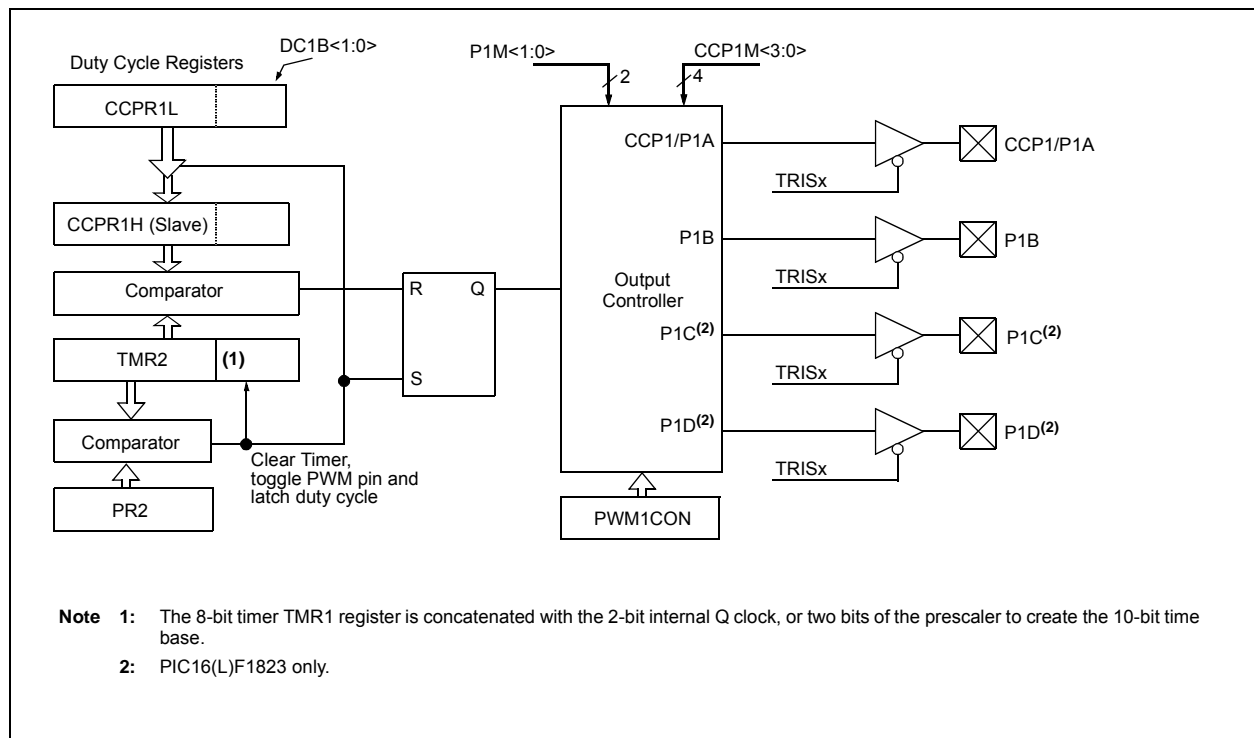 DC1B<1:0>
Duty Cycle Registers
CCPR1L
CCPR1H (Slave)
Comparator
TMR2
(1)
Comparator
PR2
Clear Timer,
toggle PWM pin and
latch duty cycle
R
Q
S
P1M<1:0>
2
CCP1M<3:0>
4
CCP1/P1A
P1B
Output
Controller
P1C(2)
P1D(2)
PWM1CON
TRISx
CCP1/P1A
TRISx
P1B
TRISx
P1C(2)
TRISx
P1D(2)
Note 1: The 8-bit timer TMR1 register is concatenated with the 2-bit internal Q clock, or two bits of the prescaler to create the 10-bit time
base.
2: PIC16(L)F1823 only.